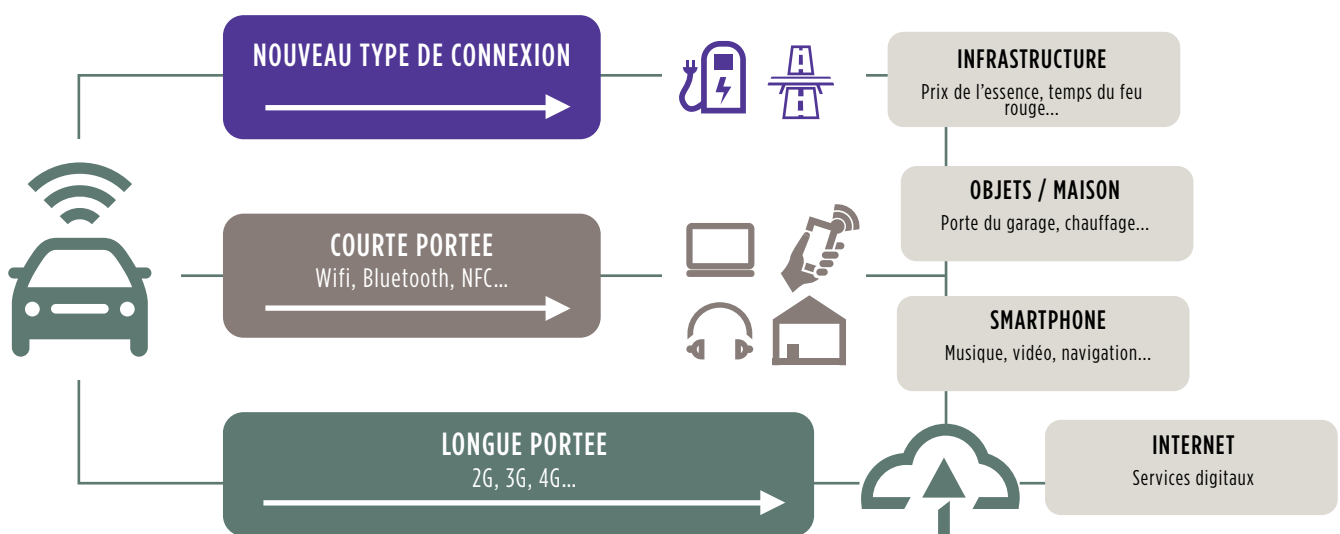 NOUVEAU TYPE DE CONNEXION
INFRASTRUCTURE
Prix de l’essence, temps du feu
rouge...
OBJETS / MAISON
Porte du garage, chauffage...
COURTE PORTEE
Wifi, Bluetooth, NFC...
SMARTPHONE
Musique, vidéo, navigation...
LONGUE PORTEE
2G, 3G, 4G...
INTERNET
Services digitaux